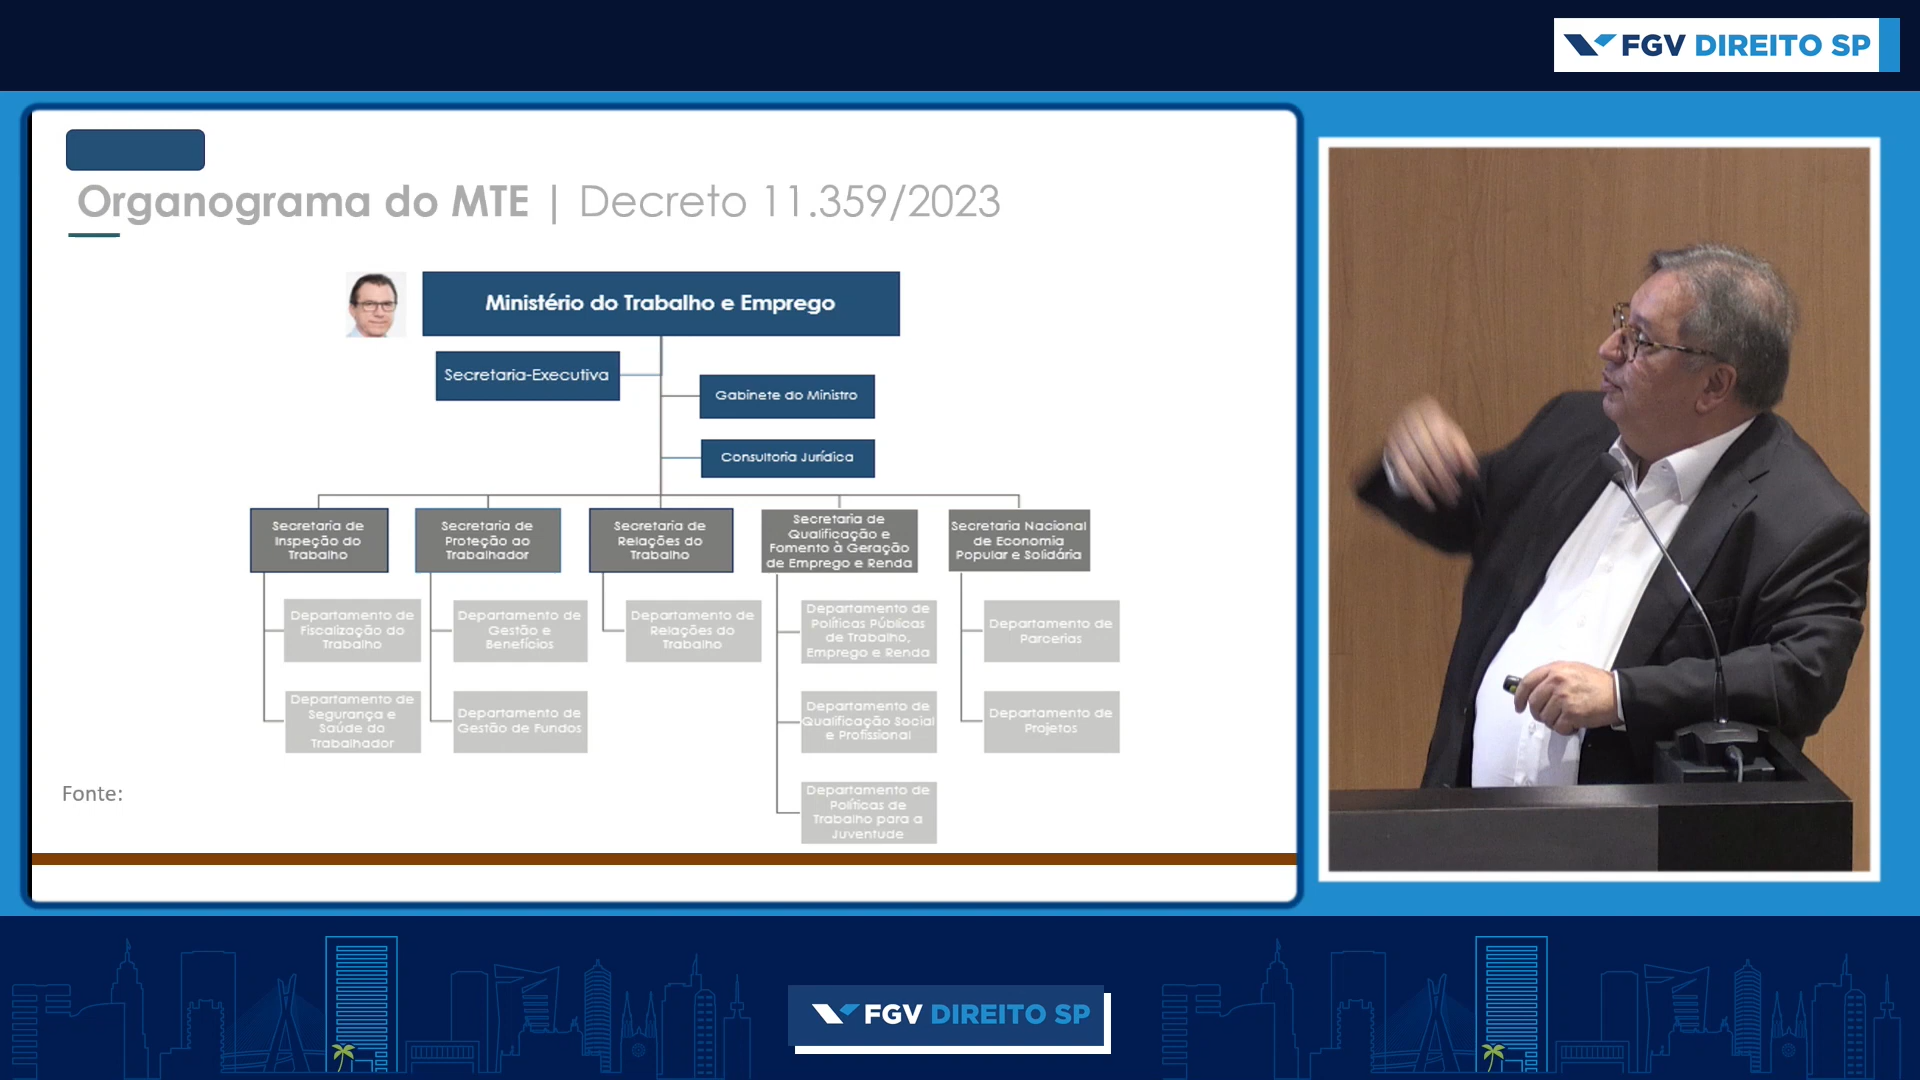 FGV DIREITO SP
Organograma do MTE | Decreto 11.359/2023
Ministério do Trabalho e Emprego
Secretaria-Executiva
Gabinete do Ministro
Consultoria Jurídica
Secretaria de
Inspeção do
Trabalho
Secretaria de
Proteção ao
Trabalhador
Secretaria de
Relações do
Trabalho
Secretaria de
Qualificação e
Fomento à Geração
de Emprego e Renda
Secretaria Nacional
de Economia
Popular e Solidária
Departamento de
Fiscalização do
Trabalho
Departamento de
Gestão e
Benefícios
Departamento de
Relações do
Trabalho
Departamento de
Políticas Públicas
de Trabalho,
Emprego e Renda
Departamento de
Parcerias
Departamento de
Segurança e
Saúde do
Trabalhador
Departamento de
Gestão de Fundos
Departamento de
Qualificação Social
e Profissional
Departamento de
Projetos
Departamento de
Políticas de
Trabalho para a
Juventude
Fonte:
FGV DIREITO SP